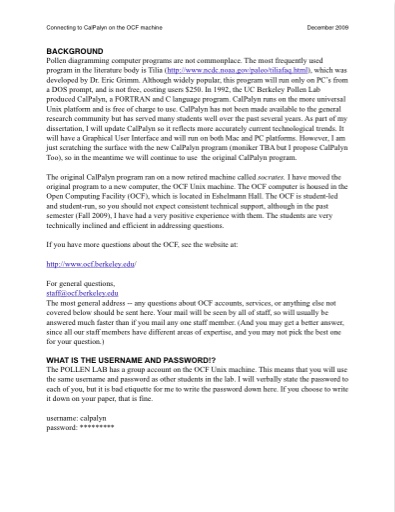 Connecting to CalPalyn on the OCF machine December 2009
BACKGROUND
Pollen diagramming computer programs are not commonplace. The most frequently used
program in the literature body is Tilia (http://www.ncdc.noaa.gov/paleo/tiliafaq.html), which was
developed by Dr. Eric Grimm. Although widely popular, this program will run only on PC's from
a DOS prompt, and is not free, costing users $250. In 1992, the UC Berkeley Pollen Lab
produced CalPalyn, a FORTRAN and C language program. CalPalyn runs on the more universal
Unix platform and is free of charge to use. CalPalyn has not been made available to the general
research community but has served many students well over the past several years. As part of my
dissertation, I will update CalPalyn so it reflects more accurately current technological trends. It
will have a Graphical User Interface and will run on both Mac and PC platforms. However, I am
just scratching the surface with the new CalPalyn program (moniker TBA but I propose CalPalyn
Too), so in the meantime we will continue to use the original CalPalyn program.
The original CalPalyn program ran on a now retired machine called socrates. I have moved the
original program to a new computer, the OCF Unix machine. The OCF computer is housed in the
Open Computing Facility (OCF), which is located in Eshelmann Hall. The OCF is student-led
and student-run, so you should not expect consistent technical support, although in the past
semester (Fall 2009), I have had a very positive experience with them. The students are very
technically inclined and efficient in addressing questions.
If you have more questions about the OCF, see the website at:
http://www.ocf.berkeley.edu/
For general questions,
staff@ocf.berkeley.edu
The most general address -- any questions about OCF accounts, services, or anything else not
covered below should be sent here. Your mail will be seen by all of staff, so will usually be
answered much faster than if you mail any one staff member. (And you may get a better answer,
since all our staff members have different areas of expertise, and you may not pick the best one
for your question.)
WHAT IS THE USERNAME AND PASSWORD!?
The POLLEN LAB has a group account on the OCF Unix machine. This means that you will use
the same username and password as other students in the lab. I will verbally state the password to
each of you, but it is bad etiquette for me to write the password down here. If you choose to write
it down on your paper, that is fine.
username: calpalyn
password: *********